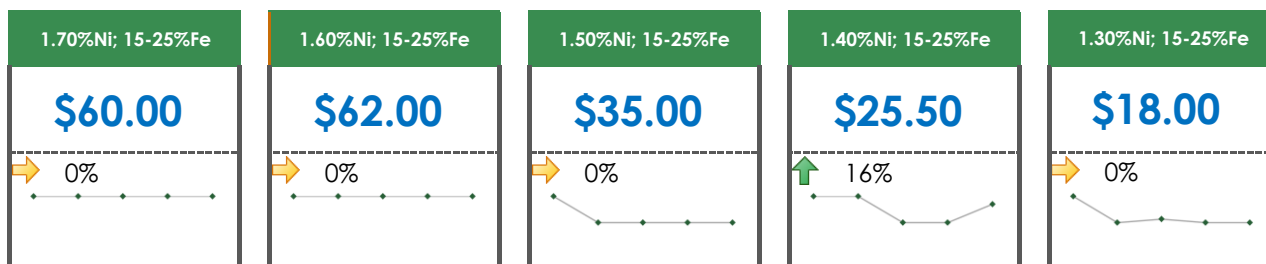 1.70%Ni; 15-25%Fe
$60.00
0%
1.60%Ni; 15-25%Fe
$62.00
0%
1.50%Ni; 15-25%Fe
$35.00
0%
1.40%Ni; 15-25%Fe
$25.50
16%
1.30%Ni; 15-25%Fe
$18.00
0%